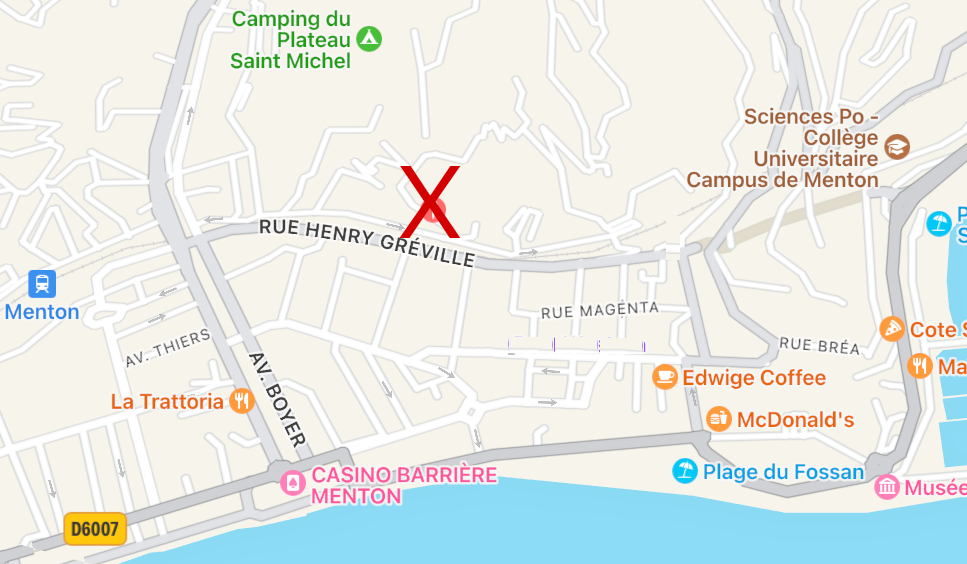 Camping du
Plateau
Saint Michel
Sciences Po -
Collège
Universitaire
Campus de Menton
X
RUE HENRY GRÉVILLE
Menton
RUE MAGENTA
AV. THIERS
RUE BRÉA
Cote S
Ma
Edwige Coffee
La Trattoria
AV. BOYER
McDonald's
CASINO BARRIÈRE
MENTON
Plage du Fossan
Musée
D6007